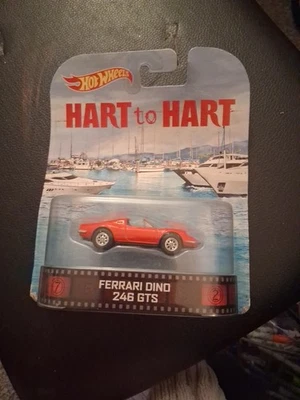 HOT WHEELS
HART to HART
FERRARI DINO
246 GTS